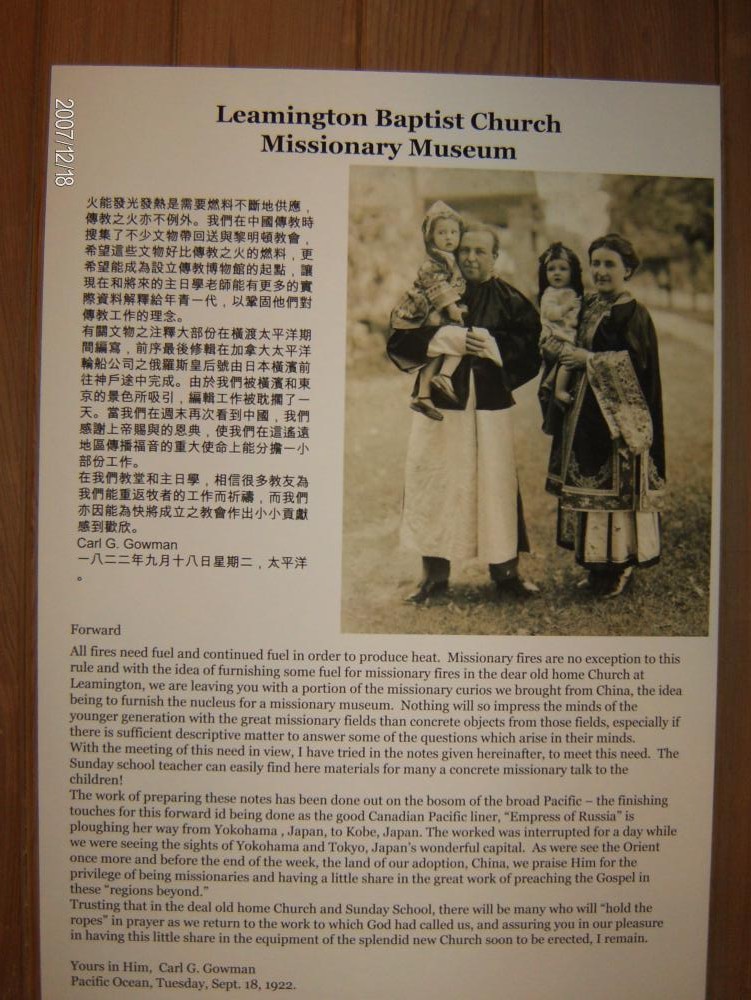 2007/12/18
Leamington Baptist Church
Missionary Museum
火能發光發熱是需要燃料不斷地供應，
傳教之火亦不例外。我們在中國傳教時
搜集了不少文物帶回送與黎明頓教會，
希望這些文物好比傳教之火的燃料，更
希望能成為設立傳教博物館的起點，讓
現在和將來的主日學老師能有更多的實
際資料解釋給年青一代，以鞏固他們對
傳教工作的理念。
有關文物之注釋大部份在橫渡太平洋期
間編寫，前序最後修輯在加拿大太平洋
輪船公司之俄羅斯皇后號由日本橫濱前
往神戶途中完成。由於我們被橫濱和東
京的景色所吸引，編輯工作被耽擱了一
天。當我們在週末再次看到中國，我們
感謝上帝賜與的恩典，使我們在這遙遠
地區傳播福音的重大使命上能分擔一小
部份工作。
在我們教堂和主日學，相信很多教友為
我們能重返牧者的工作而祈禱，而我們
亦因能為快將成立之教會作出小小貢獻
感到歡欣。
Carl G. Gowman
一八二二年九月十八日星期二，太平洋
。
Forward
All fires need fuel and continued fuel in order to produce heat.  Missionary fires are no exception to this
rule and with the idea of furnishing some fuel for missionary fires in the dear old home Church at
Leamington, we are leaving you with a portion of the missionary curios we brought from China, the idea
being to furnish the nucleus for a missionary museum.  Nothing will so impress the minds of the
younger generation with the great missionary fields than concrete objects from those fields, especially if
there is sufficient descriptive matter to answer some of the questions which arise in their minds.
With the meeting of this need in view, I have tried in the notes given hereinafter, to meet this need.  The
Sunday school teacher can easily find here materials for many a concrete missionary talk to the
children!
The work of preparing these notes has been done out on the bosom of the broad Pacific – the finishing
touches for this forward id being done as the good Canadian Pacific liner, “Empress of Russia” is
ploughing her way from Yokohama , Japan, to Kobe, Japan. The worked was interrupted for a day while
we were seeing the sights of Yokohama and Tokyo, Japan’s wonderful capital.  As were see the Orient
once more and before the end of the week, the land of our adoption, China, we praise Him for the
privilege of being missionaries and having a little share in the great work of preaching the Gospel in
these “regions beyond.”
Trusting that in the deal old home Church and Sunday School, there will be many who will “hold the
ropes” in prayer as we return to the work to which God had called us, and assuring you in our pleasure
in having this little share in the equipment of the splendid new Church soon to be erected, I remain.
Yours in Him,  Carl G. Gowman
Pacific Ocean, Tuesday, Sept. 18, 1922.